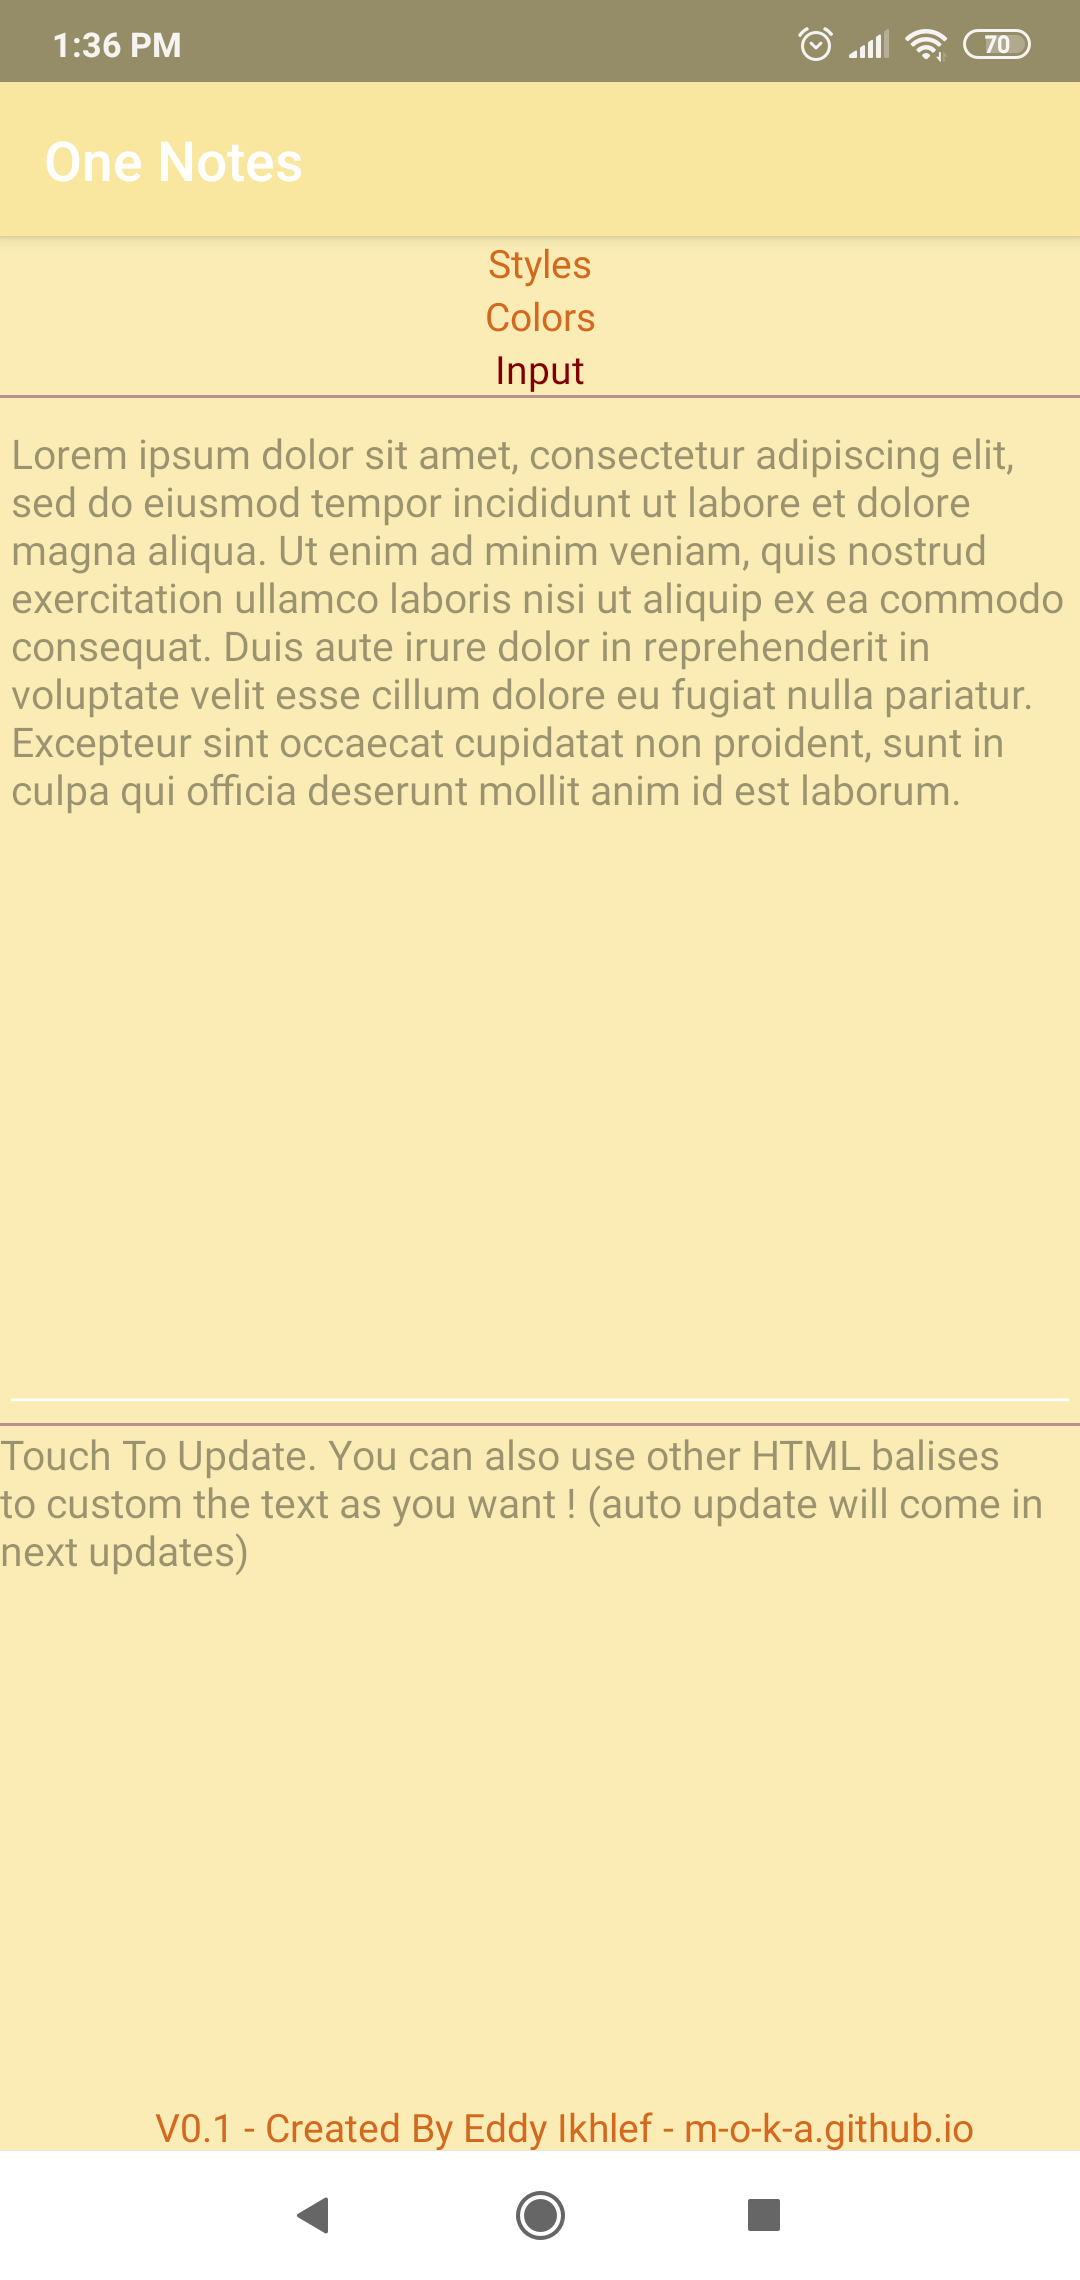 1:36 PM
70
One Notes
Styles
Colors
Input
Lorem ipsum dolor sit amet, consectetur adipiscing elit,
sed do eiusmod tempor incididunt ut labore et dolore
magna aliqua. Ut enim ad minim veniam, quis nostrud
exercitation ullamco laboris nisi ut aliquip ex ea commodo
consequat. Duis aute irure dolor in reprehenderit in
voluptate velit esse cillum dolore eu fugiat nulla pariatur.
Excepteur sint occaecat cupidatat non proident, sunt in
culpa qui officia deserunt mollit anim id est laborum.
Touch To Update. You can also use other HTML balises
to custom the text as you want ! (auto update will come in
next updates)
V0.1 - Created By Eddy Ikhlef - m-o-k-a.github.io